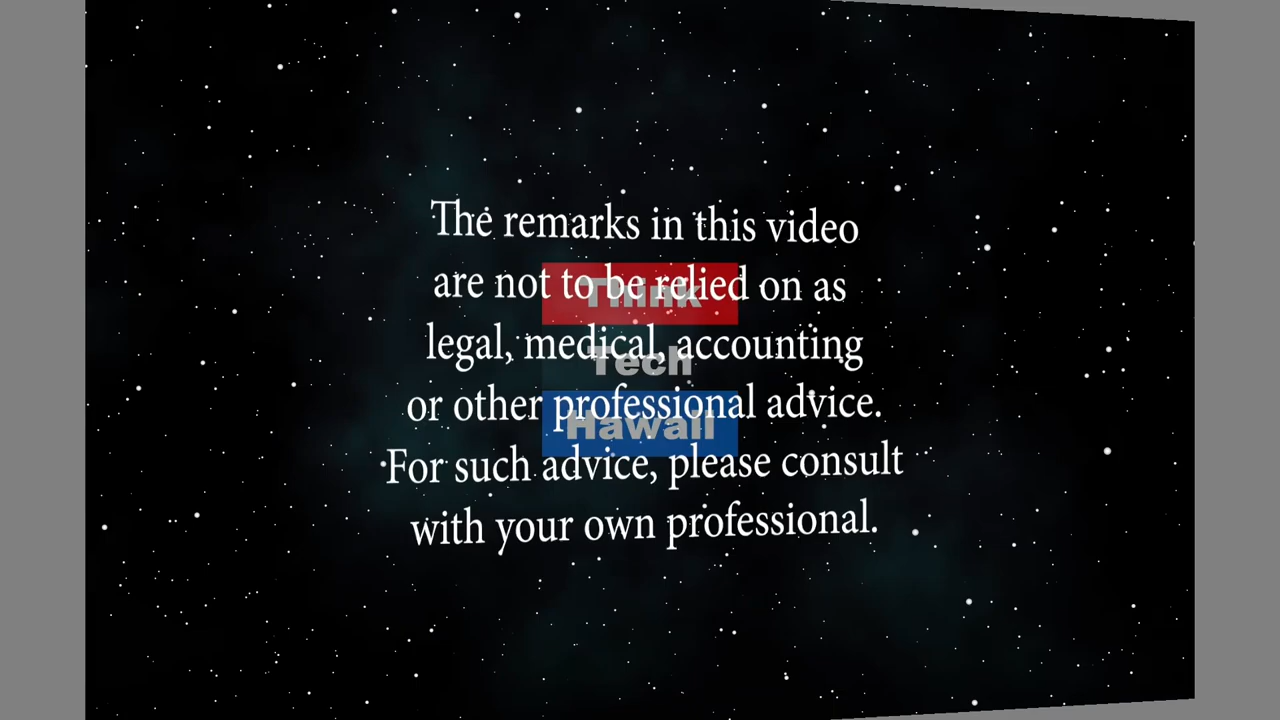 The remarks in this video
are not to be relied on as
legal, medical, accounting
or other professional advice.
For such advice, please consult
with your own professional.
Think
Tech
Hawaii